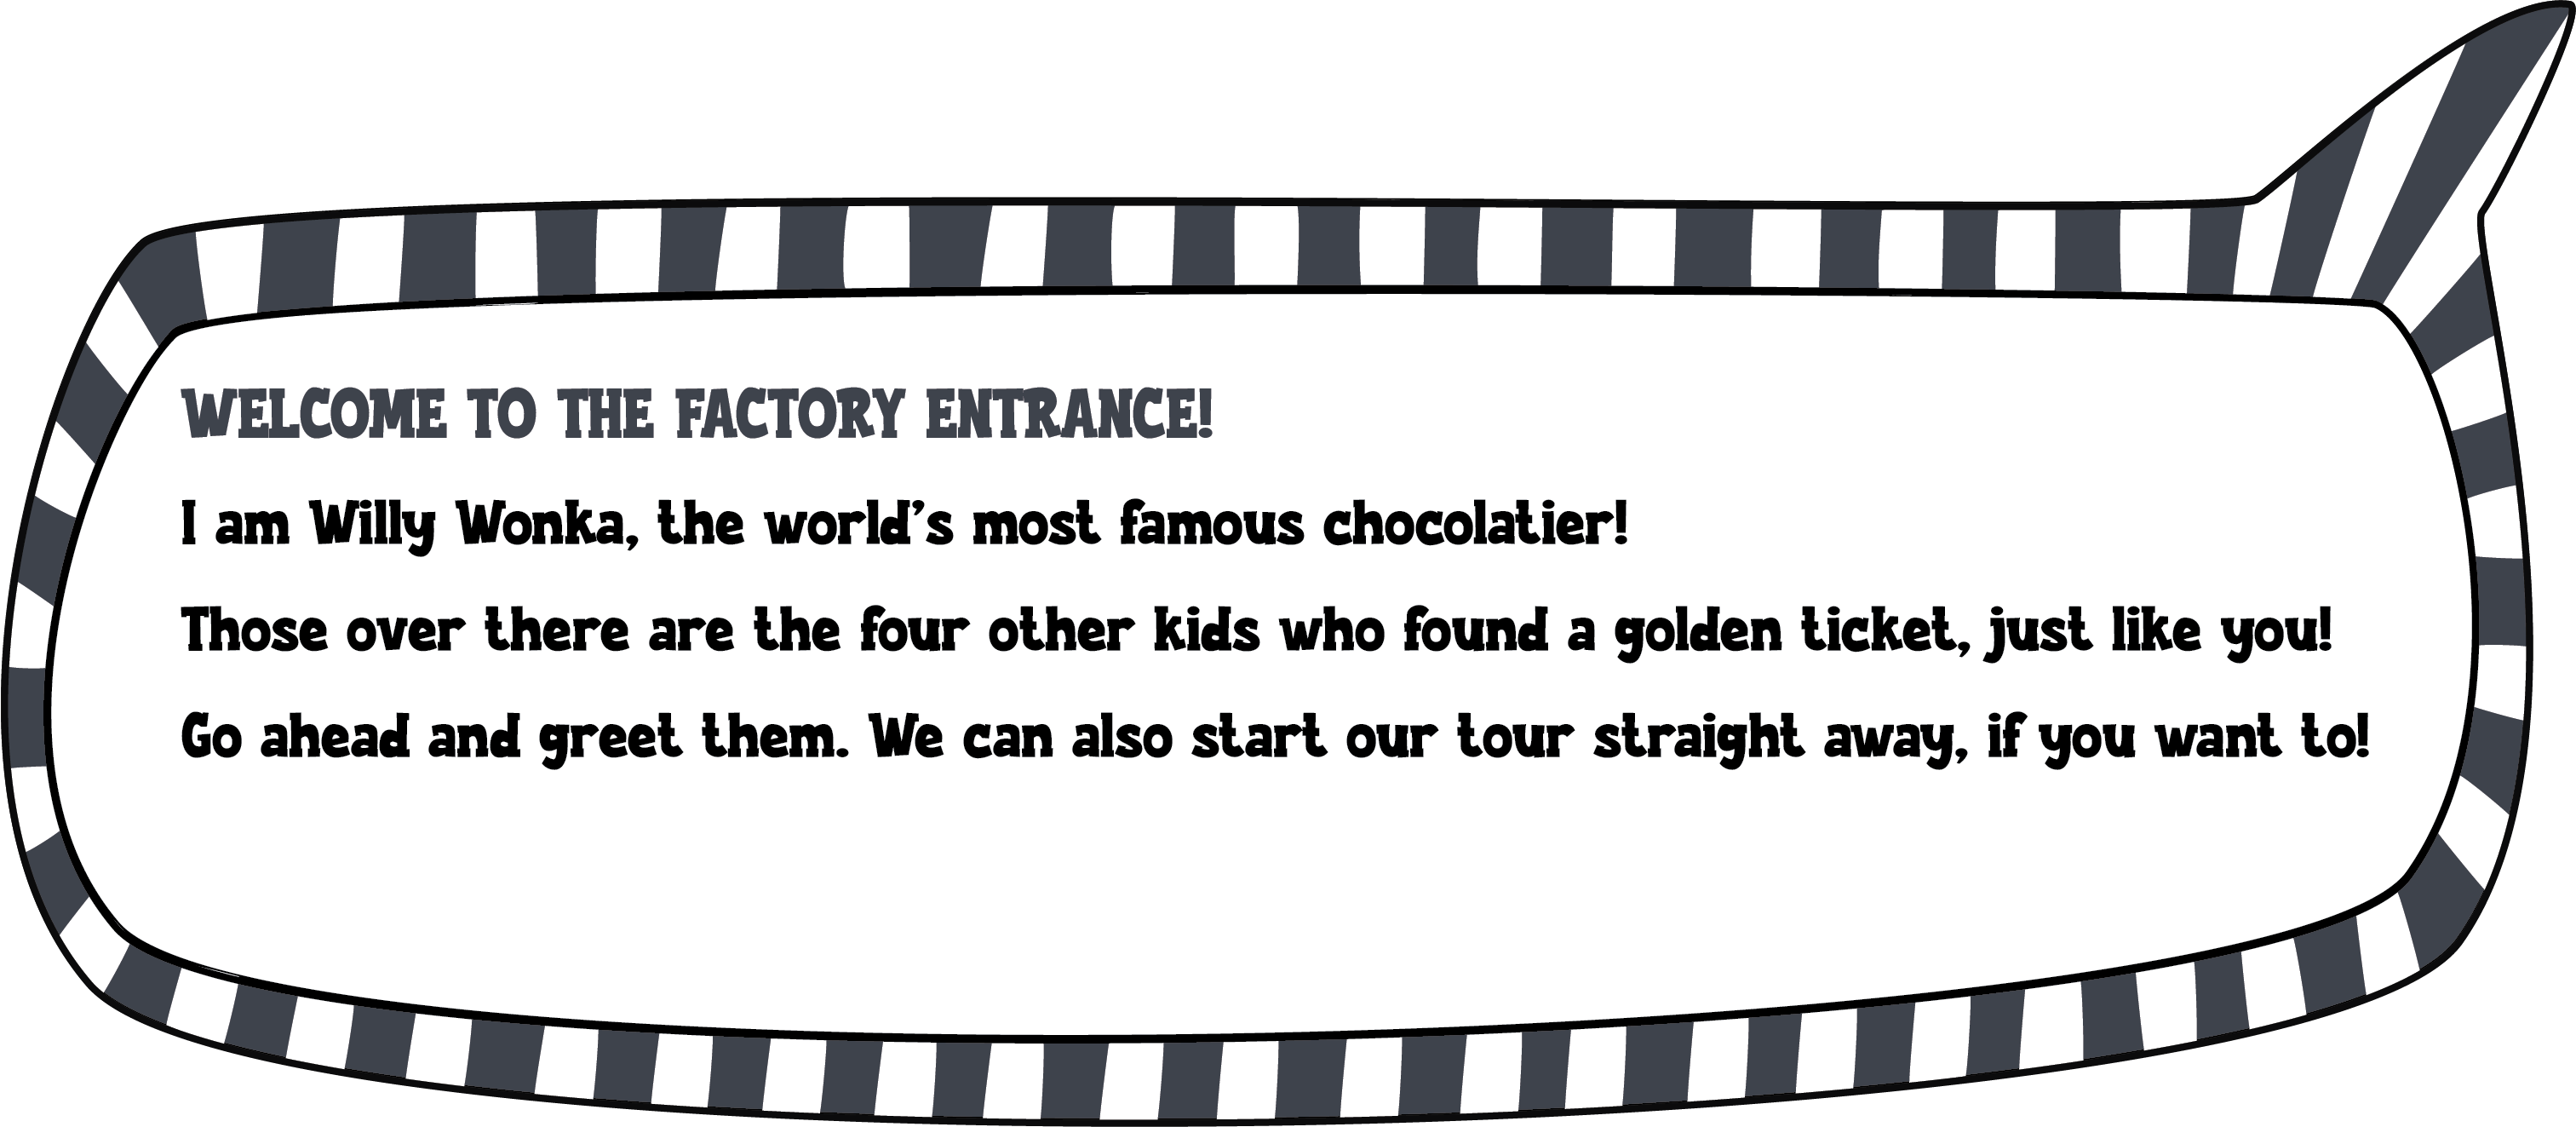 WELCOME TO THE FACTORY ENTRANCE!
I am Willy Wonka, the world's most famous chocolatier!
Those over there are the four other kids who found a golden ticket, just like you!
Go ahead and greet them. We can also start our tour straight away, if you want to!